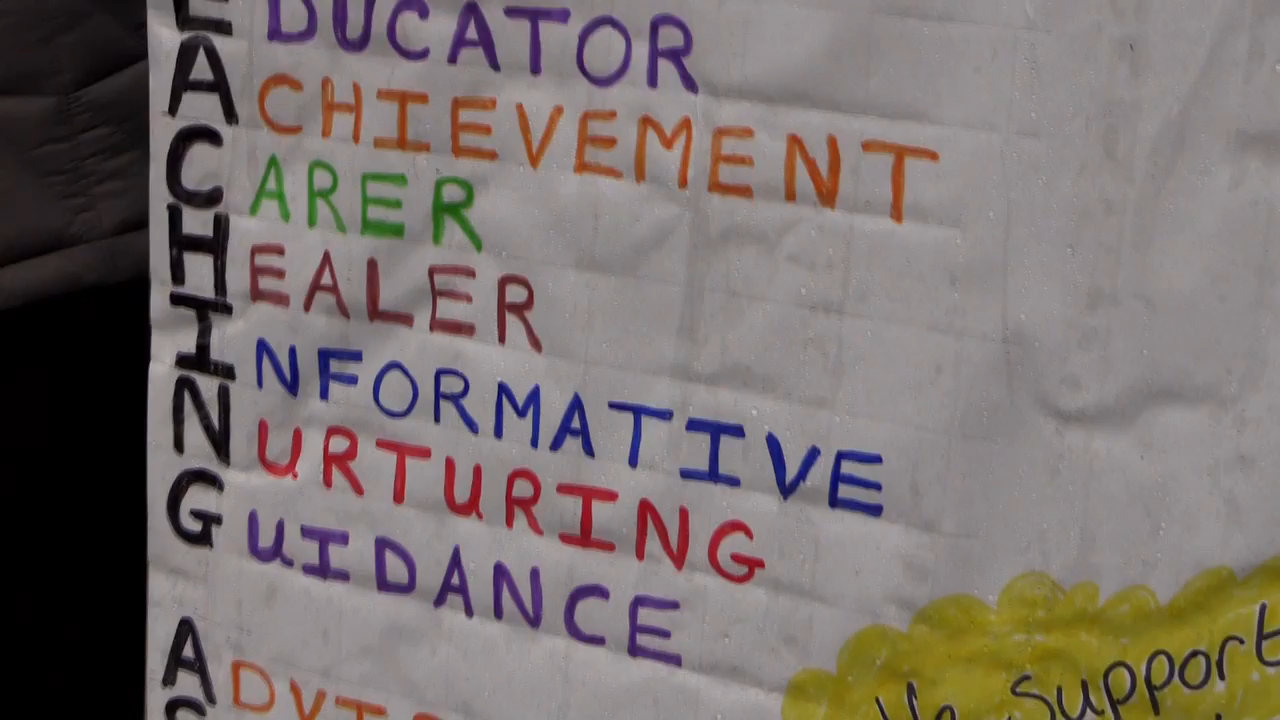 EDUCATOR
ACHIEVEMENT
CARER
HEALER
INFORMATIVE
NURTURING
GUIDANCE
Support